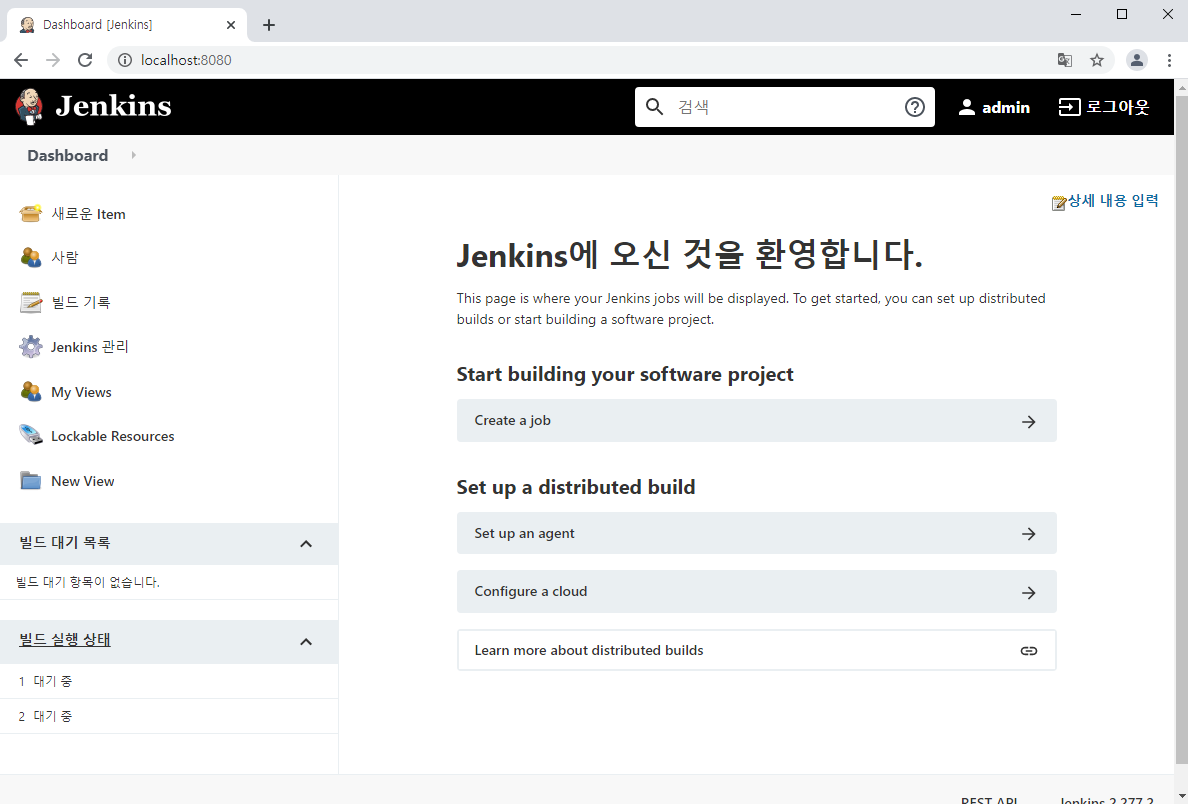 Dashboard [Jenkins]
localhost:8080
Jenkins
검색
admin
로그아웃
Dashboard
새로운 Item
사람
빌드 기록
Jenkins 관리
My Views
Lockable Resources
New View
빌드 대기 목록
빌드 대기 항목이 없습니다.
빌드 실행 상태
1 대기 중
2 대기 중
상세 내용 입력
Jenkins에 오신 것을 환영합니다.
This page is where your Jenkins jobs will be displayed. To get started, you can set up distributed
builds or start building a software project.
Start building your software project
Create a job
Set up a distributed build
Set up an agent
Configure a cloud
Learn more about distributed builds
REST API
Jenkins 2.277.2